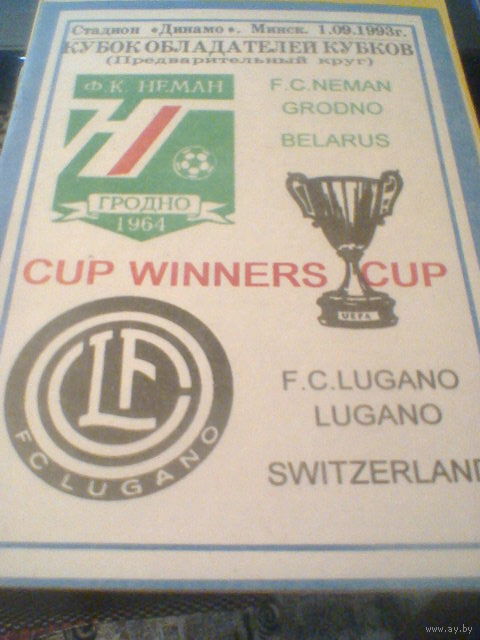 Стадион «Динамо». Минск. 1.09.1993г.
КУБОК ОБЛАДАТЕЛЕЙ КУБКОВ
(Предварительный круг)
Ф.К. НЕМАН
ГРОДНО
1964
F.C.NEMAN
GRODNO
BELARUS
CUP WINNERS CUP
UEFA
FC LUGANO
F.C.LUGANO
LUGANO
SWITZERLAND
www.ay.by